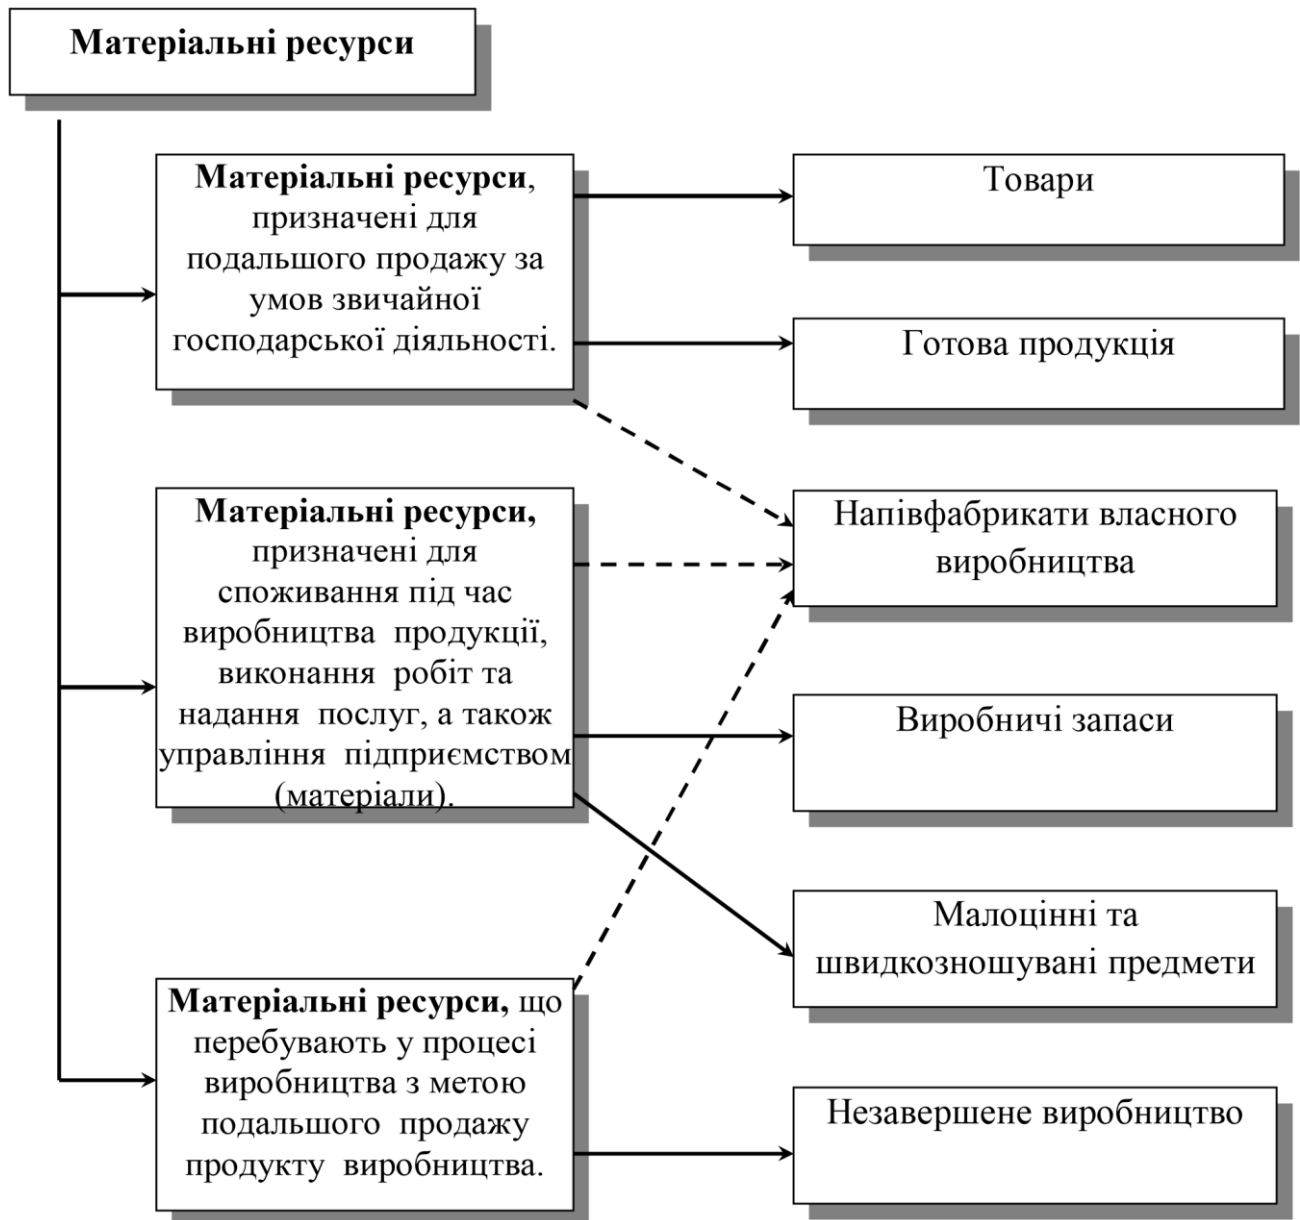 Матеріальні ресурси
Матеріальні ресурси,
призначені для
подальшого продажу за
умов звичайної
господарської діяльності.
Товари
Готова продукція
Матеріальні ресурси,
призначені для
споживання під час
виробництва продукції,
виконання робіт та
надання послуг, а також
управління підприємством
(матеріали).
Напівфабрикати власного
виробництва
Виробничі запаси
Малоцінні та
швидкозношувані предмети
Матеріальні ресурси, що
перебувають у процесі
виробництва з метою
подальшого продажу
продукту виробництва.
Незавершене виробництво